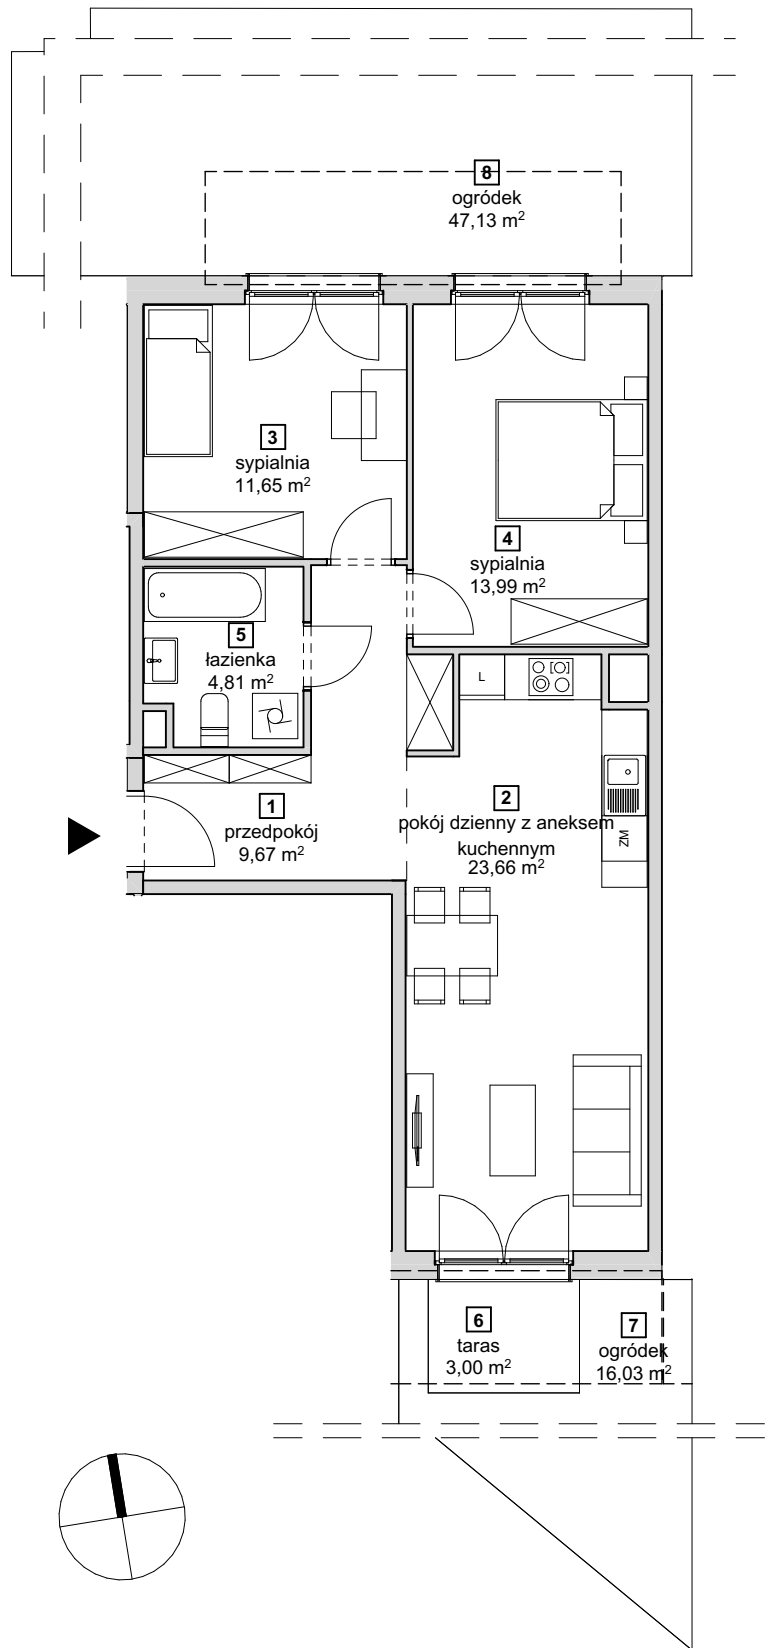 8
ogródek
47,13 m²
3
sypialnia
11,65 m²
4
sypialnia
13,99 m²
5
łazienka
4,81 m²
L
1
przedpokój
9,67 m²
2
pokój dzienny z aneksem
kuchennym
23,66 m²
ZM
6
taras
3,00 m²
7
ogródek
16,03 m²